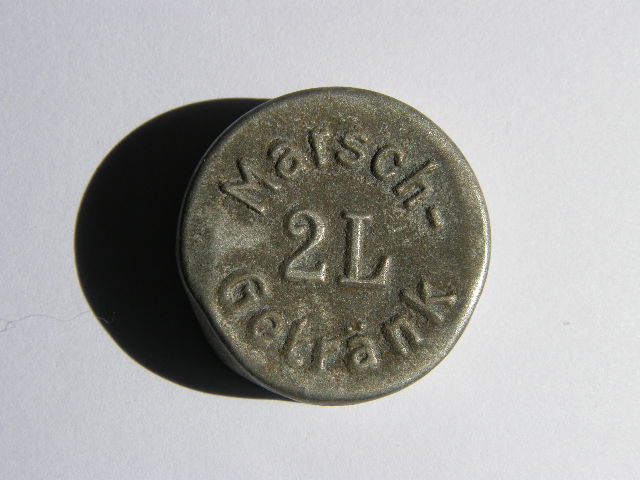 Marsch-
2L
Getränk